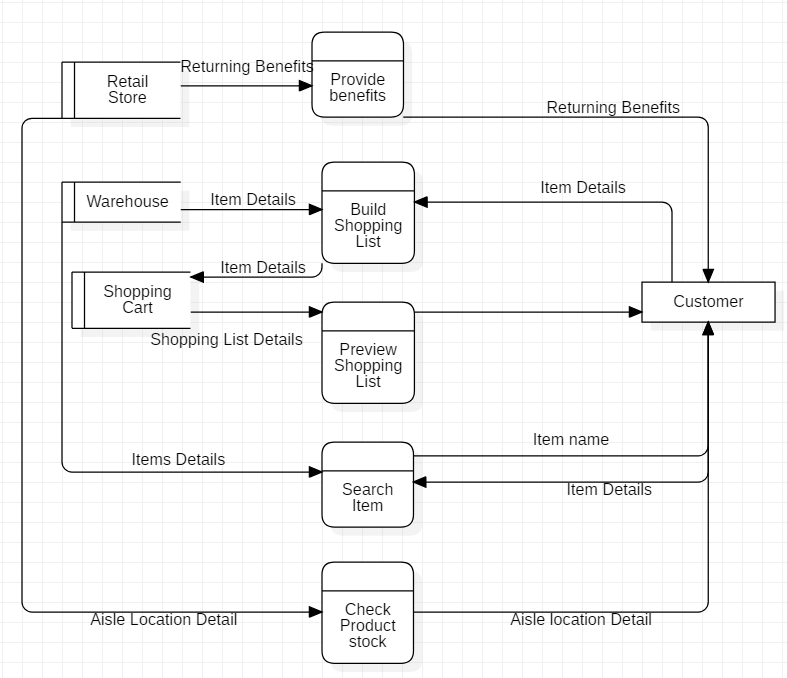 Returning Benefits
Retail
Store
Provide
benefits
Returning Benefits
Warehouse
Item Details
Build
Shopping
List
Item Details
Item Details
Shopping
Cart
Customer
Shopping List Details
Preview
Shopping
List
Item name
Items Details
Search
Item
Item Details
Aisle Location Detail
Check
Product
stock
Aisle location Detail